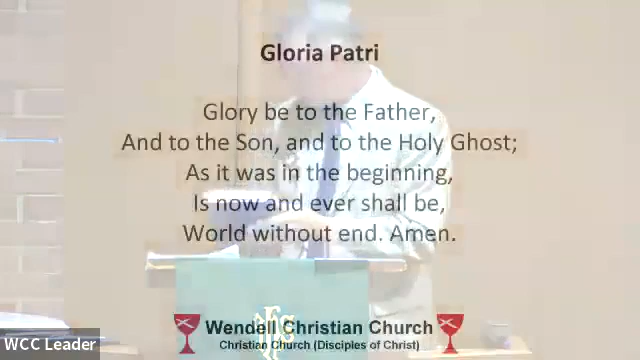 Gloria Patri
Glory be to the Father,
And to the Son, and to the Holy Ghost;
As it was in the beginning,
Is now and ever shall be,
World without end. Amen.
Wendell Christian Church
Christian Church (Disciples of Christ)
WCC Leader